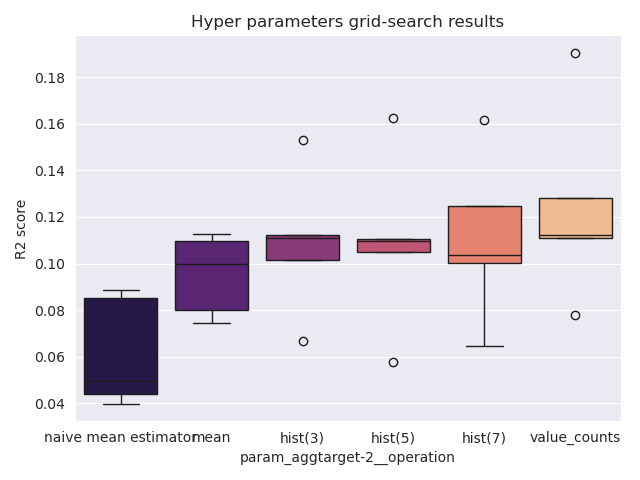 Hyper parameters grid-search results
R2 score
0.18
0.16
0.14
0.12
0.10
0.08
0.06
0.04
naive mean estimator
mean
hist(3)
hist(5)
hist(7)
value_counts
param_aggtarget-2__operation